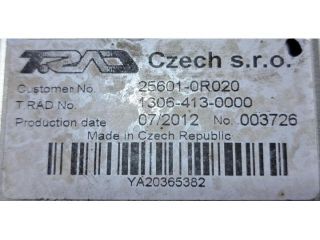 T.RAD Czech s.r.o.
Customer No. 25601-0R020
T RAD No. 1306-413-0000
Production date 07/2012 No. 003726
Made in Czech Republic
YA20365382